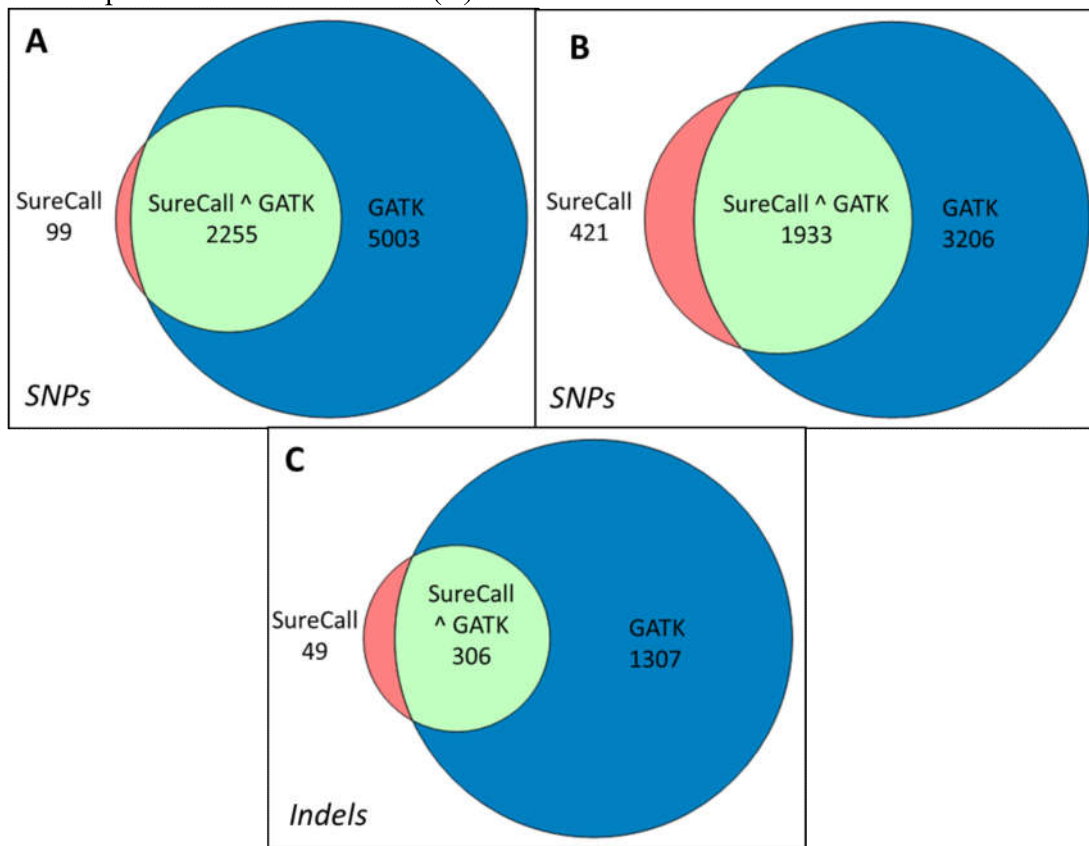 A
SureCall
99
SureCall ^ GATK
2255
GATK
5003
SNPs
B
SureCall
421
SureCall ^ GATK
1933
GATK
3206
SNPs
C
SureCall
49
SureCall
^ GATK
306
GATK
1307
Indels